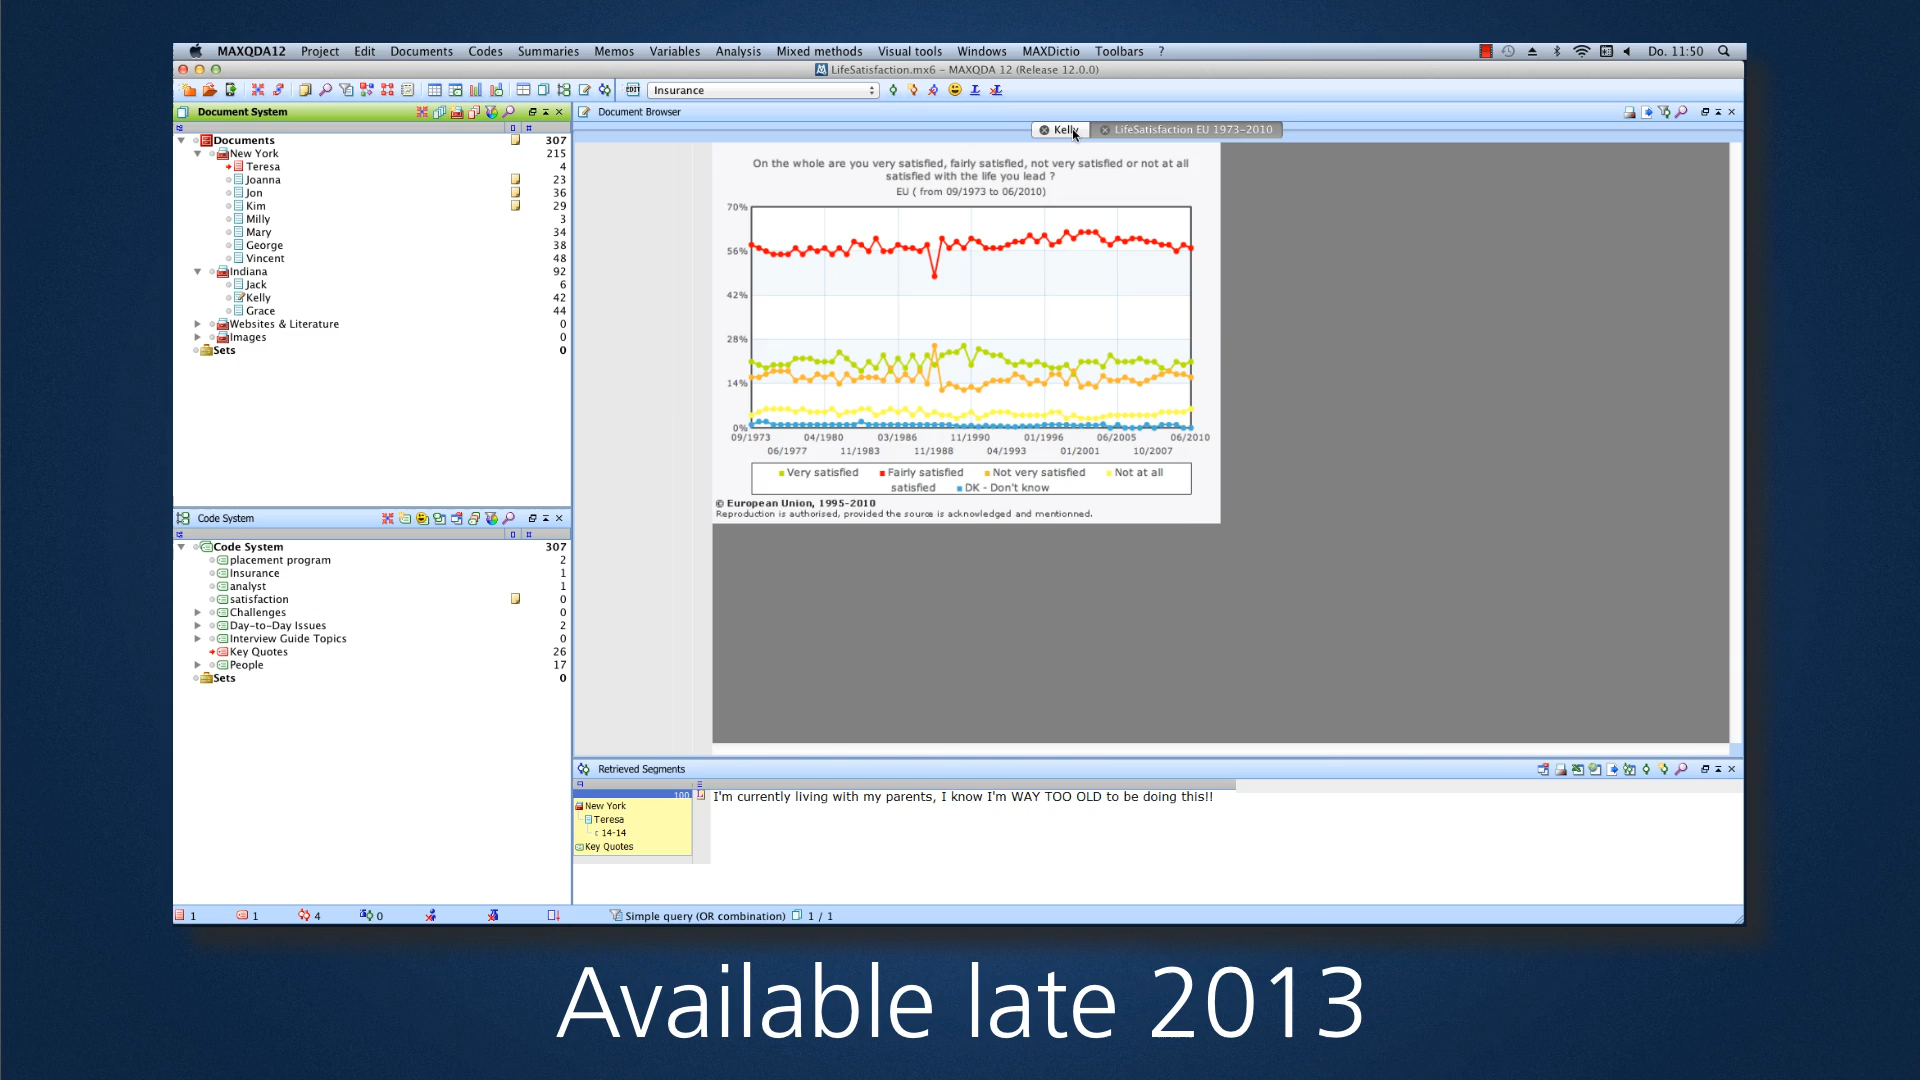 MAXQDA12 Project Edit Documents Codes Summaries Memos Variables Analysis Mixed methods Visual tools Windows MAXDictio Toolbars ? Do. 11:50
LifeSatisfaction.mx6 – MAXQDA 12 (Release 12.0.0)
EDIT Insurance
Document System
Documents 307
New York 215
Teresa 4
Joanna 23
Jon 36
Kim 29
Milly 3
Mary 34
George 38
Vincent 48
Indiana 92
Jack 6
Kelly 42
Grace 44
Websites & Literature 0
Images 0
Sets 0
Code System
Code System 307
placement program 2
Insurance 1
analyst 1
satisfaction 0
Challenges 0
Day-to-Day Issues 2
Interview Guide Topics 0
Key Quotes 26
People 17
Sets 0
Document Browser
Kelly LifeSatisfaction EU 1973–2010
On the whole are you very satisfied, fairly satisfied, not very satisfied or not at all
satisfied with the life you lead ?
EU ( from 09/1973 to 06/2010)
70%
56%
42%
28%
14%
0%
09/1973 04/1980 03/1986 11/1990 01/1996 06/2005 06/2010
06/1977 11/1983 11/1988 04/1993 01/2001 10/2007
Very satisfied Fairly satisfied Not very satisfied Not at all
satisfied DK - Don't know
© European Union, 1995-2010
Reproduction is authorised, provided the source is acknowledged and mentionned.
Retrieved Segments
100
New York
Teresa
14-14
Key Quotes
I'm currently living with my parents, I know I'm WAY TOO OLD to be doing this!!
1 1 4 0 Simple query (OR combination) 1 / 1
Available late 2013